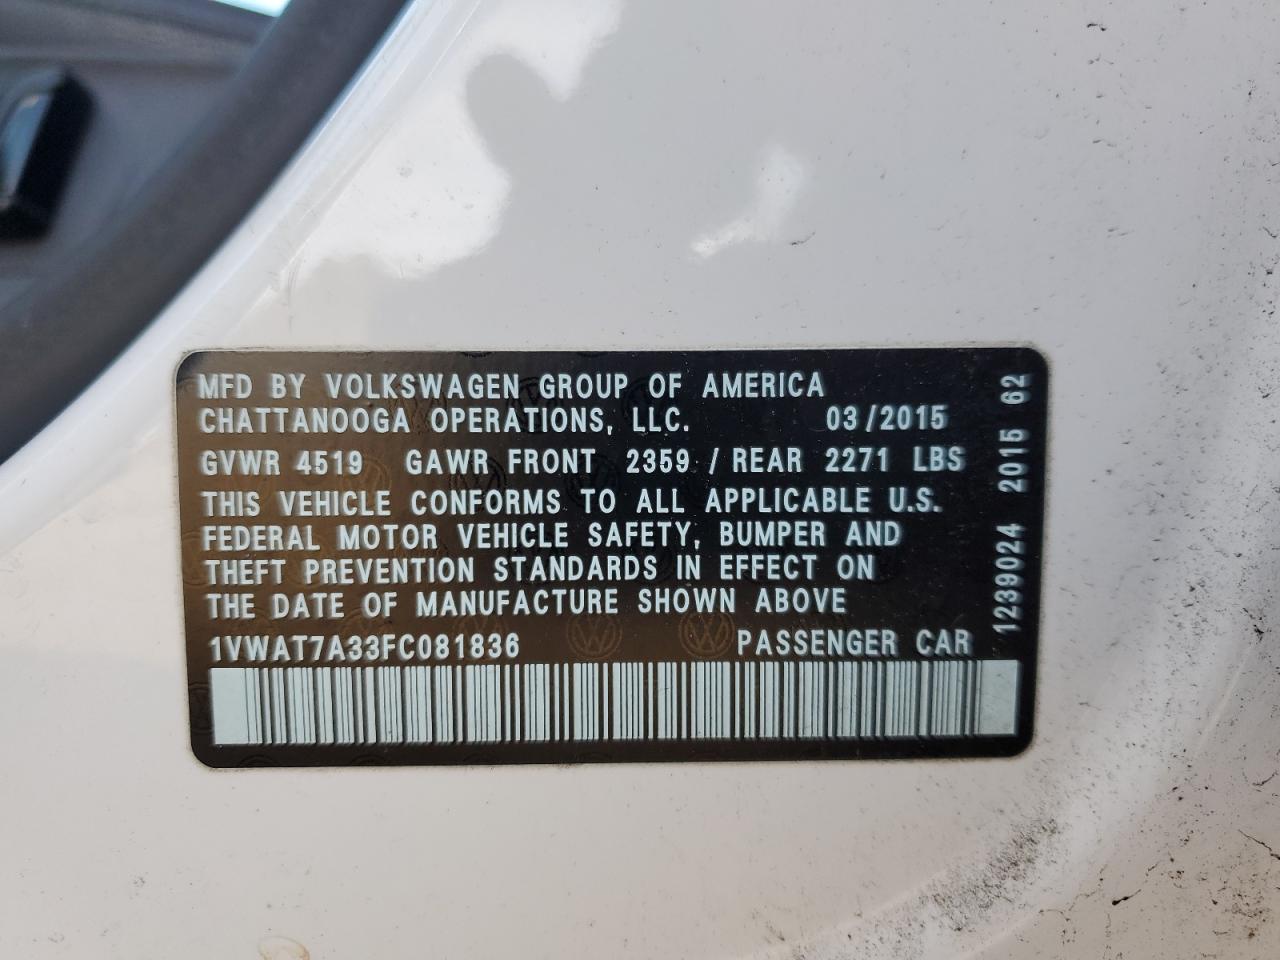 MFD BY VOLKSWAGEN GROUP OF AMERICA
CHATTANOOGA OPERATIONS, LLC. 03/2015
GVWR 4519 GAWR FRONT 2359 / REAR 2271 LBS
THIS VEHICLE CONFORMS TO ALL APPLICABLE U.S.
FEDERAL MOTOR VEHICLE SAFETY, BUMPER AND
THEFT PREVENTION STANDARDS IN EFFECT ON
THE DATE OF MANUFACTURE SHOWN ABOVE
1VWAT7A33FC081836 PASSENGER CAR
1239024 2015 62